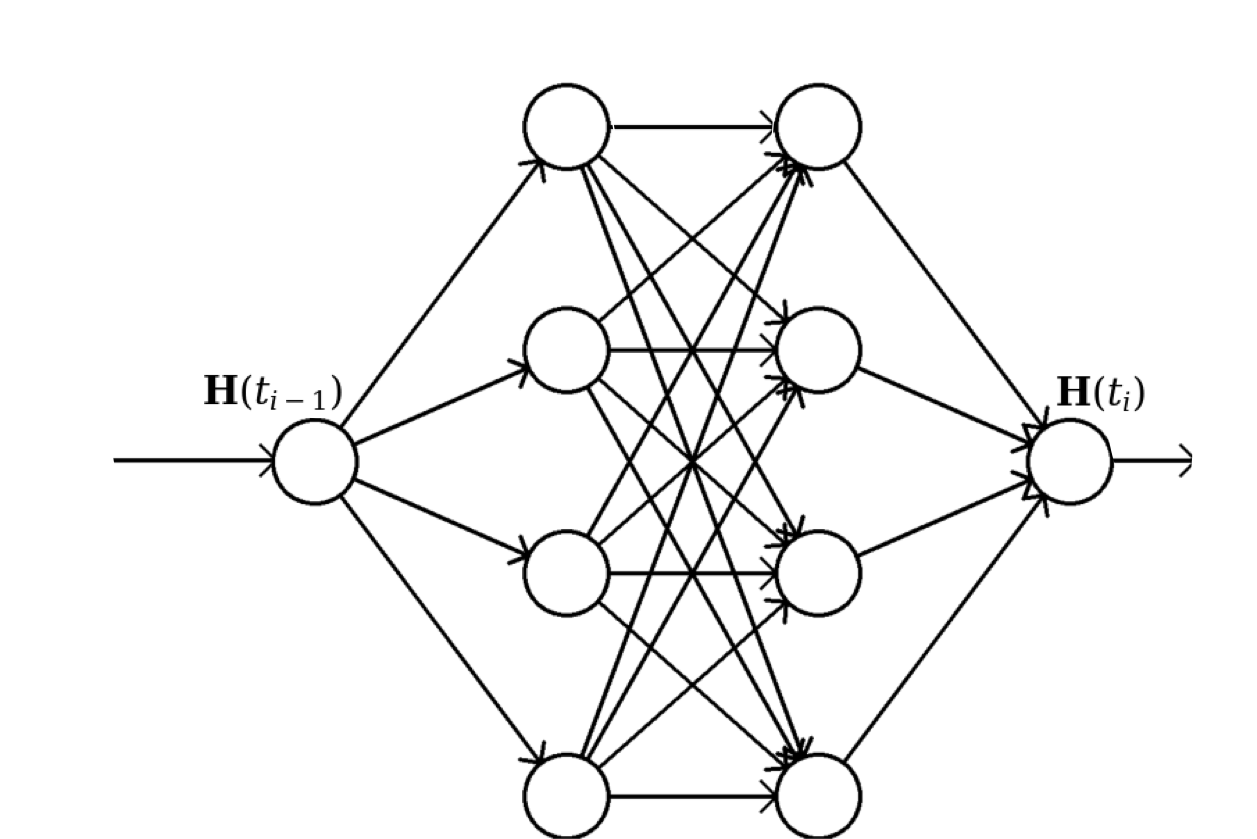 H(t_{i − 1})
H(t_i)